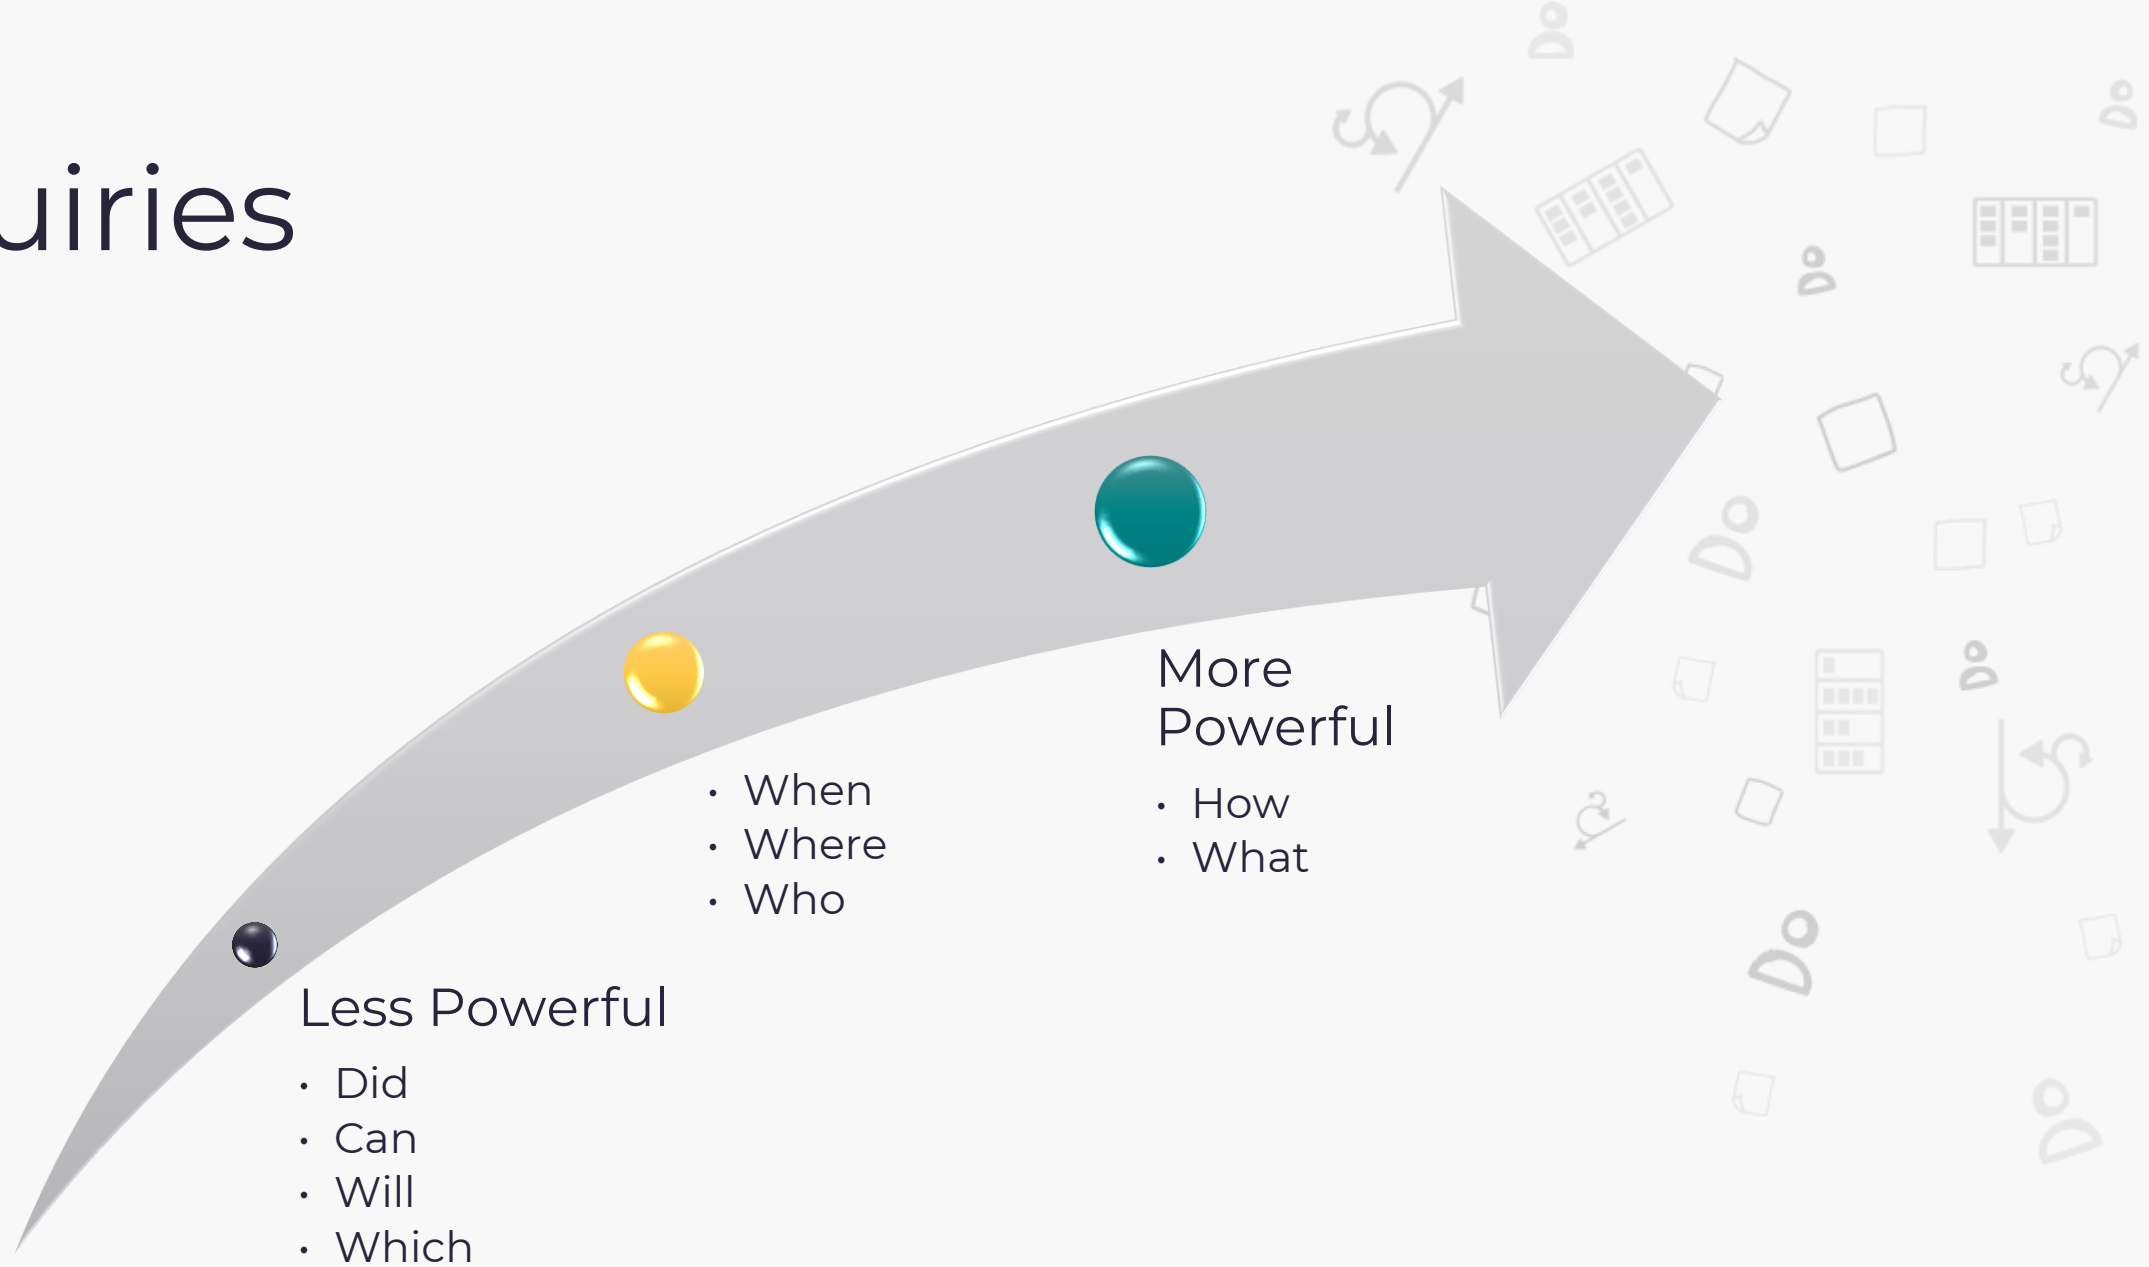 uiries
Less Powerful
• Did
• Can
• Will
• Which
• When
• Where
• Who
More
Powerful
• How
• What